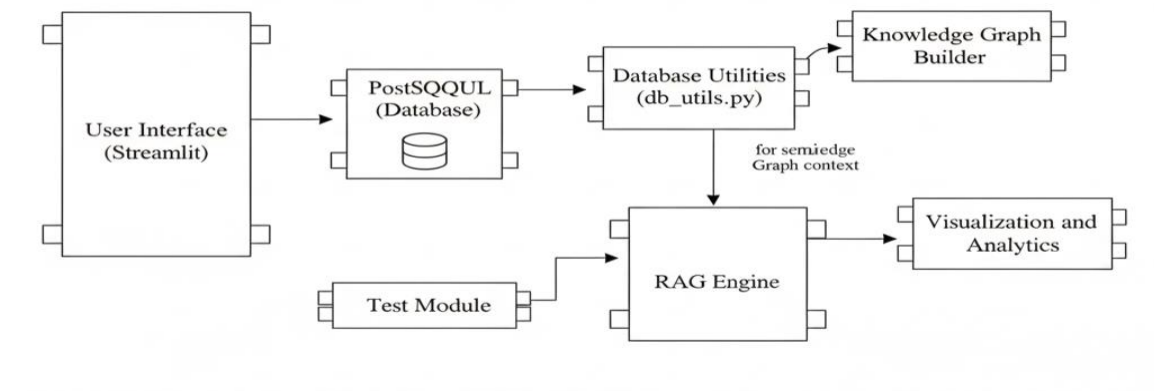 User Interface
(Streamlit)
PostSQQUL
(Database)
Database Utilities
(db_utils.py)
Knowledge Graph
Builder
for semiedge
Graph context
Visualization and
Analytics
RAG Engine
Test Module